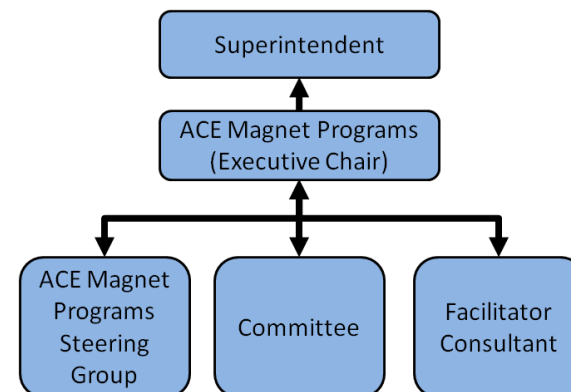 Superintendent
ACE Magnet Programs
(Executive Chair)
ACE Magnet
Programs
Steering
Group
Committee
Facilitator
Consultant